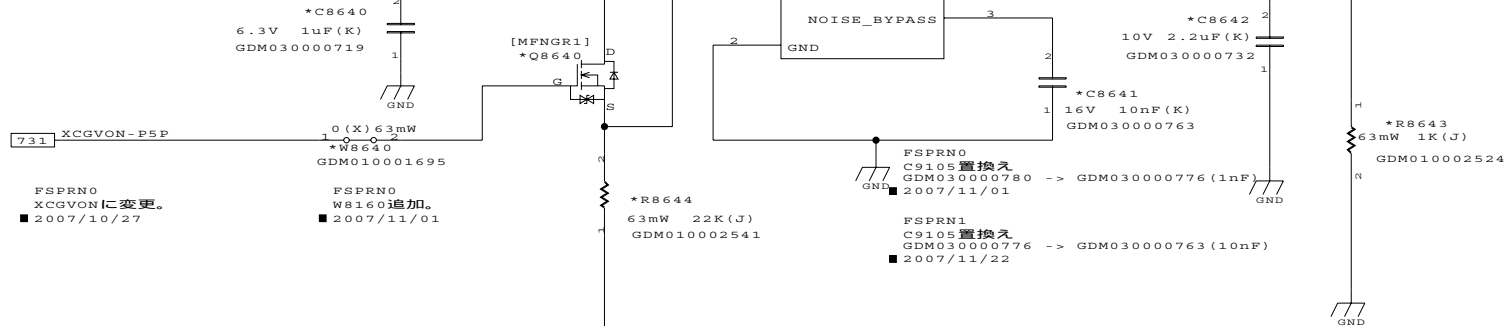 2
*C8640
6.3V 1uF(K)
GDM030000719
1
GND
[MFNGR1]
*Q8640
D
G
S
731
XCGVON-P5P
0(X)63mW
1
2
*W8640
GDM010001695
FSPRN0
XCGVONに変更。
■2007/10/27
FSPRN0
W8160追加。
■2007/11/01
2
*R8644
63mW 22K(J)
GDM010002541
1
NOISE_BYPASS
3
2
GND
2
*C8641
1
16V 10nF(K)
GDM030000763
GND
FSPRN0
C9105置換え
GDM030000780 -> GDM030000776(1nF)
■2007/11/01
FSPRN1
C9105置換え
GDM030000776 -> GDM030000763(10nF)
■2007/11/22
*C8642
2
10V 2.2uF(K)
GDM030000732
1
GND
1
*R8643
63mW 1K(J)
GDM010002524
2
GND